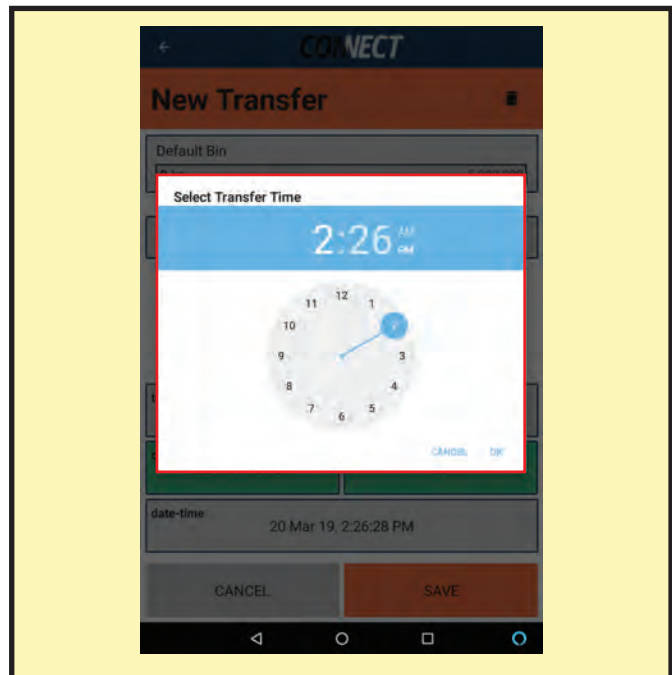 CONNECT
New Transfer
Default Bin
Select Transfer Time
2:26 AM
PM
12
11
1
10
2
9
3
8
4
7
5
6
CANCEL OK
date-time
20 Mar 19, 2:26:28 PM
CANCEL SAVE